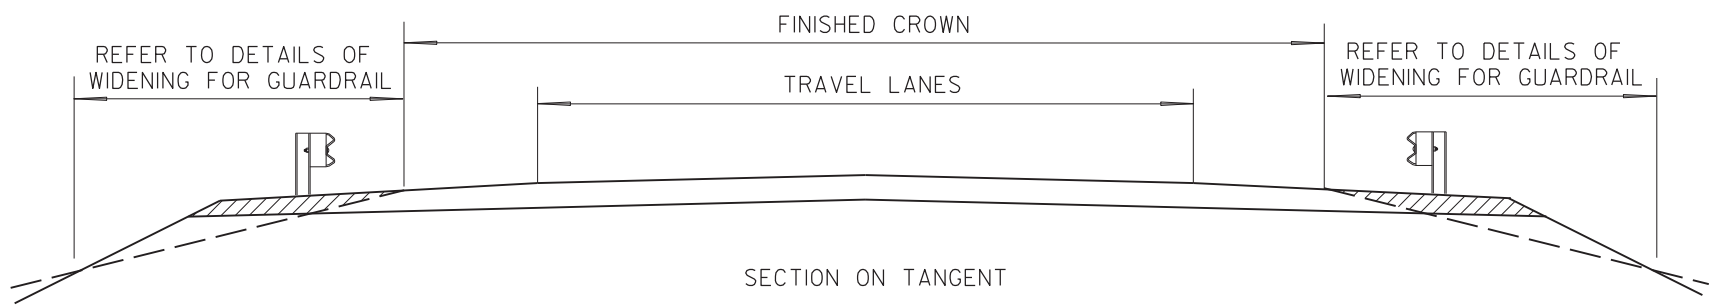 FINISHED CROWN
REFER TO DETAILS OF
WIDENING FOR GUARDRAIL
REFER TO DETAILS OF
WIDENING FOR GUARDRAIL
TRAVEL LANES
SECTION ON TANGENT